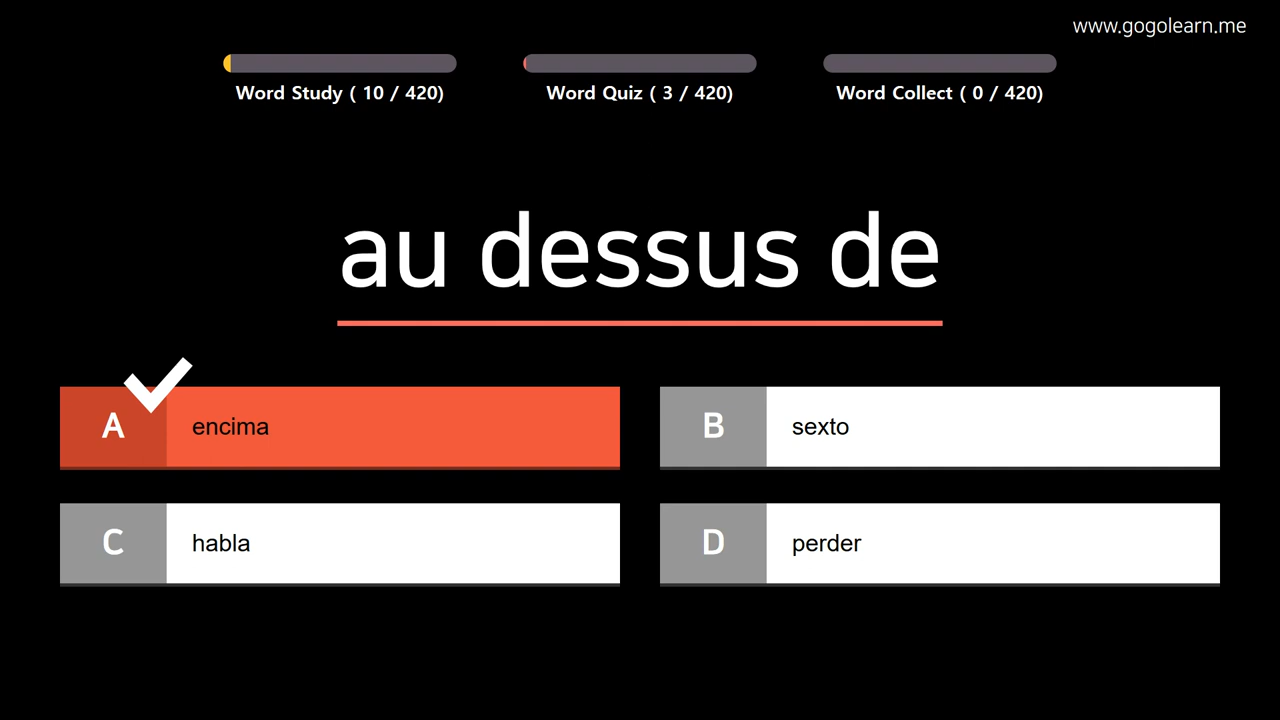 www.gogolearn.me
Word Study ( 10 / 420)
Word Quiz ( 3 / 420)
Word Collect ( 0 / 420)
au dessus de
A encima
B sexto
C habla
D perder